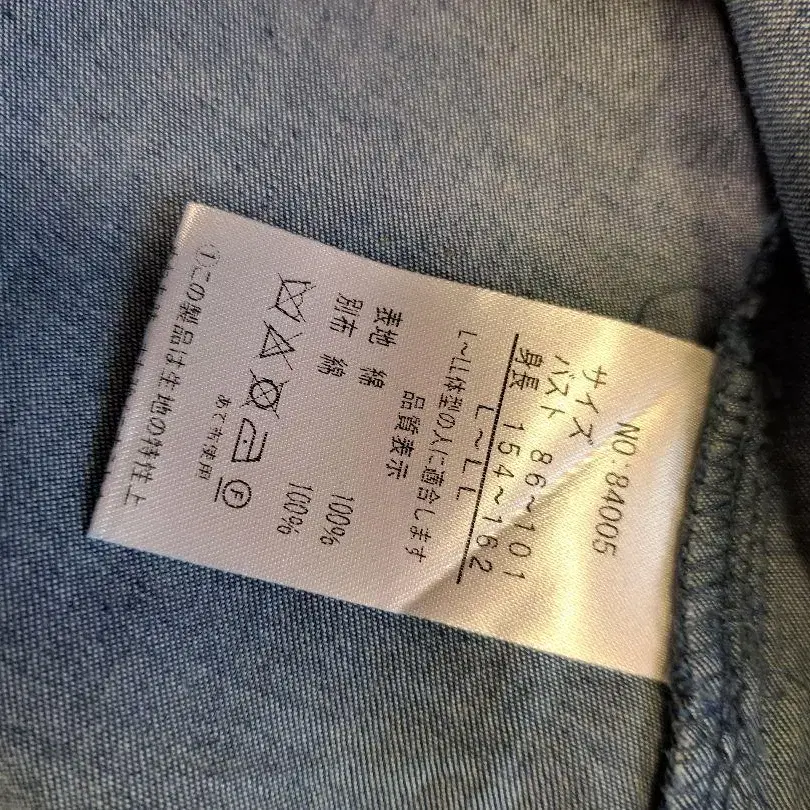 NO:84005
サイズ
バスト 86~101
身長 154~162
L~LL
L~LL体型の人に適合します
品質表示
表地 綿 100%
別布 綿 100%
あて布使用
F
①この製品は生地の特性上